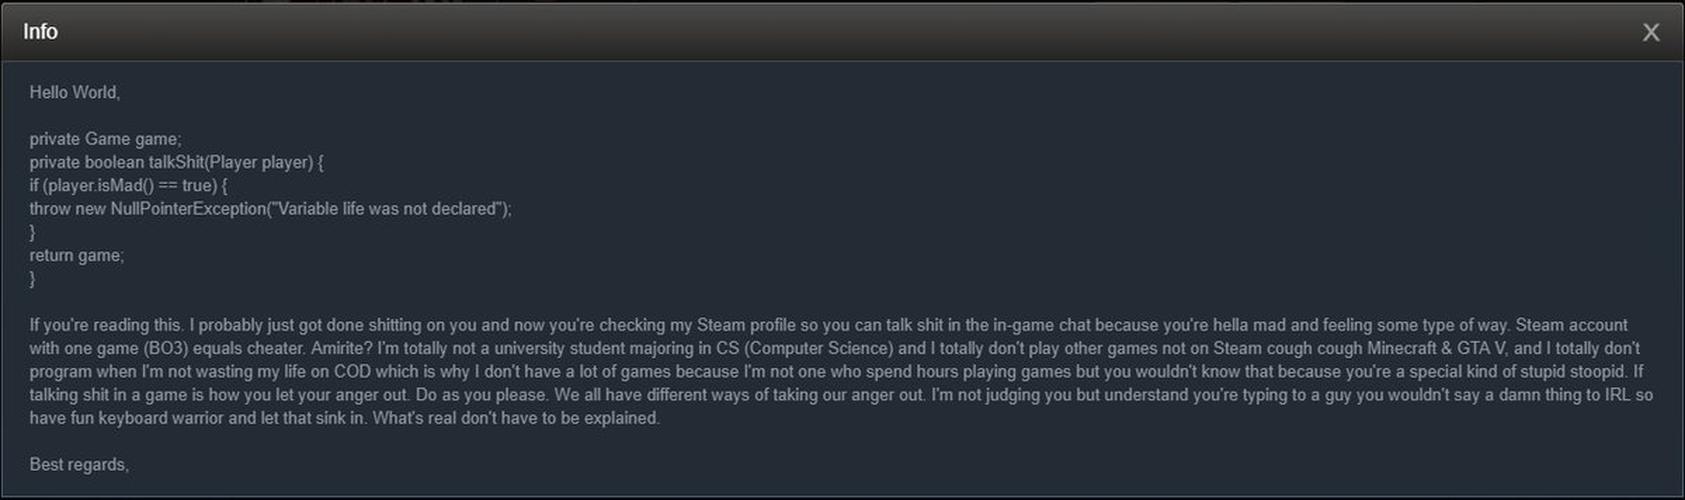 Info
X
Hello World,
private Game game;
private boolean talkShit(Player player) {
if (player.isMad() == true) {
throw new NullPointerException("Variable life was not declared");
}
return game;
}
If you're reading this. I probably just got done shitting on you and now you're checking my Steam profile so you can talk shit in the in-game chat because you're hella mad and feeling some type of way. Steam account
with one game (BO3) equals cheater. Amirite? I'm totally not a university student majoring in CS (Computer Science) and I totally don't play other games not on Steam cough cough Minecraft & GTA V, and I totally don't
program when I'm not wasting my life on COD which is why I don't have a lot of games because I'm not one who spend hours playing games but you wouldn't know that because you're a special kind of stupid stoopid. If
talking shit in a game is how you let your anger out. Do as you please. We all have different ways of taking our anger out. I'm not judging you but understand you're typing to a guy you wouldn't say a damn thing to IRL so
have fun keyboard warrior and let that sink in. What's real don't have to be explained.
Best regards,